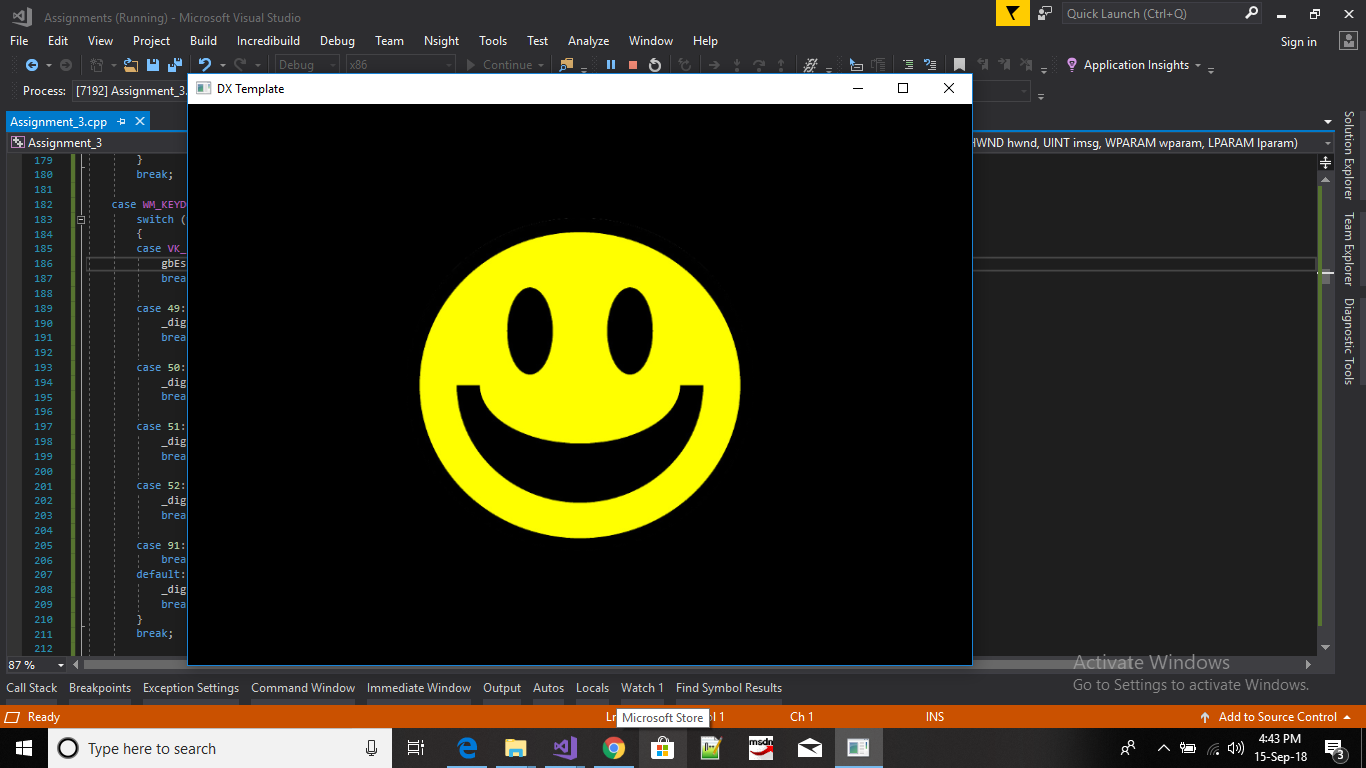 Assignments (Running) - Microsoft Visual Studio
Quick Launch (Ctrl+Q)
File Edit View Project Build Incredibuild Debug Team Nsight Tools Test Analyze Window Help
Sign in
Debug x86 Continue Application Insights
Process: [7192] Assignment_3.
DX Template
Assignment_3.cpp
Assignment_3
HWND hwnd, UINT imsg, WPARAM wparam, LPARAM lparam)
179 }
180 break;
181
182 case WM_KEYD
183 switch (
184 {
185 case VK_
186 gbEs
187 brea
188
189 case 49:
190 _dig
191 brea
192
193 case 50:
194 _dig
195 brea
196
197 case 51:
198 _dig
199 brea
200
201 case 52:
202 _dig
203 brea
204
205 case 91:
206 brea
207 default:
208 _dig
209 brea
210 }
211 break;
212
Solution Explorer
Team Explorer
Diagnostic Tools
87 %
Activate Windows
Go to Settings to activate Windows.
Call Stack Breakpoints Exception Settings Command Window Immediate Window Output Autos Locals Watch 1 Find Symbol Results
Ready Ln Microsoft Store ol 1 Ch 1 INS Add to Source Control
Type here to search
msdn
4:43 PM
15-Sep-18
3